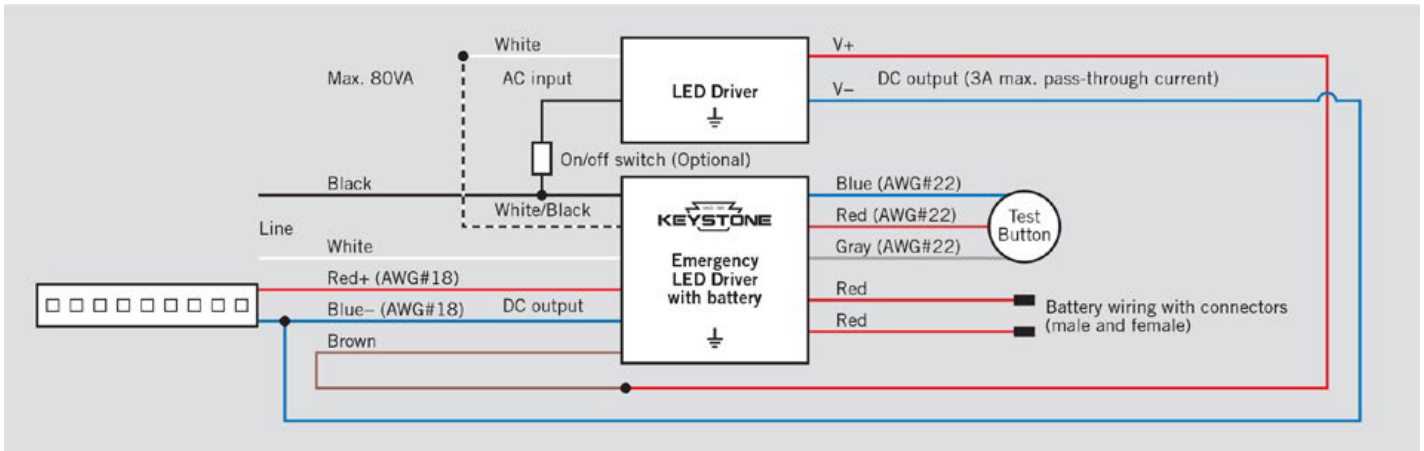 White
V+
Max. 80VA
AC input
LED Driver
DC output (3A max. pass-through current)
V−
On/off switch (Optional)
Black
Blue (AWG#22)
White/Black
KEYSTONE
Red (AWG#22)
Test
Button
Line
White
Gray (AWG#22)
Emergency
LED Driver
with battery
Red+ (AWG#18)
Red
Blue− (AWG#18)
DC output
Battery wiring with connectors
(male and female)
Red
Brown